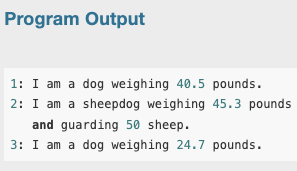 Program Output
1: I am a dog weighing 40.5 pounds.
2: I am a sheepdog weighing 45.3 pounds
and guarding 50 sheep.
3: I am a dog weighing 24.7 pounds.